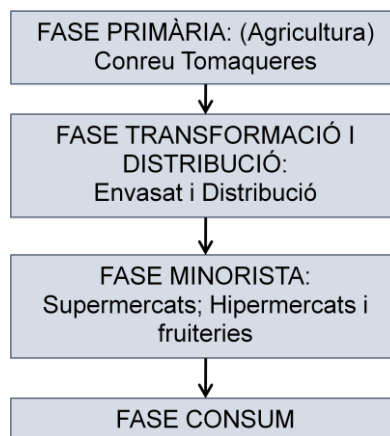 FASE PRIMÀRIA: (Agricultura)
Conreu Tomaqueres
FASE TRANSFORMACIÓ I
DISTRIBUCIÓ:
Envasat i Distribució
FASE MINORISTA:
Supermercats; Hipermercats i
fruiteries
FASE CONSUM